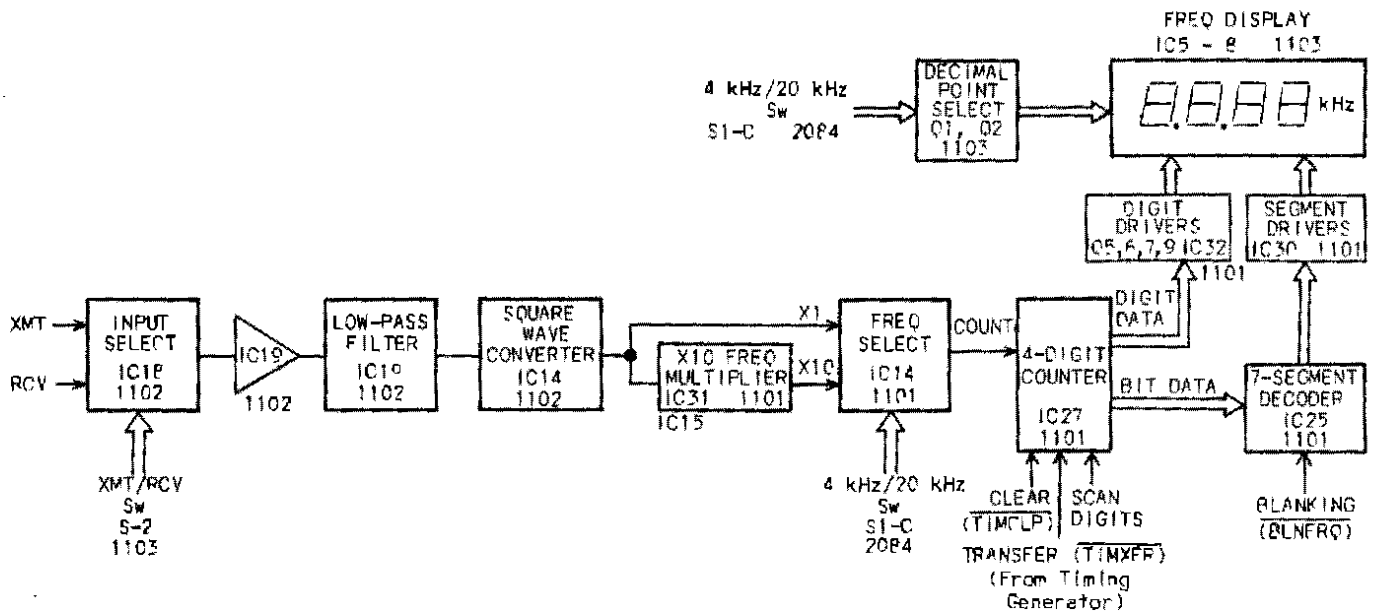 FREQ DISPLAY
IC5 - 8 1103
kHz
DECIMAL
POINT
SELECT
Q1, Q2
1103
4 kHz/20 kHz
Sw
S1-C 2084
DIGIT
DRIVERS
Q5,6,7,9 IC32
1101
SEGMENT
DRIVERS
IC30 1101
XMT
RCV
INPUT
SELECT
IC18
1102
IC19
1102
LOW-PASS
FILTER
IC19
1102
SQUARE
WAVE
CONVERTER
IC14
1102
X1
X10 FREQ
MULTIPLIER
IC31 1101
IC15
X10
FREQ
SELECT
IC14
1101
COUNT
4-DIGIT
COUNTER
IC27
1101
DIGIT
DATA
BIT DATA
7-SEGMENT
DECODER
IC25
1101
XMT/RCV
Sw
S-2
1103
4 kHz/20 kHz
Sw
S1-C
2084
CLEAR
(TIMCLR)
SCAN
DIGITS
TRANSFER (TIMXFR)
(From Timing
Generator)
BLANKING
(BLNFRQ)